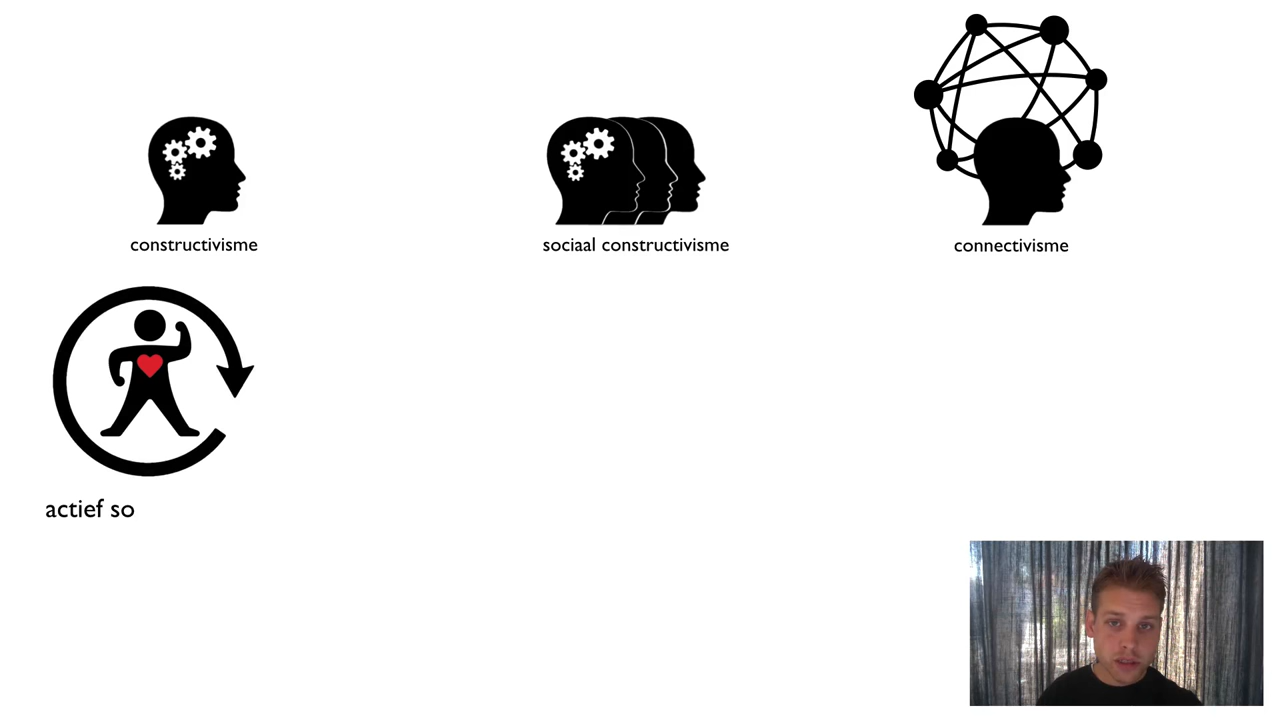 constructivisme
sociaal constructivisme
connectivisme
actief so